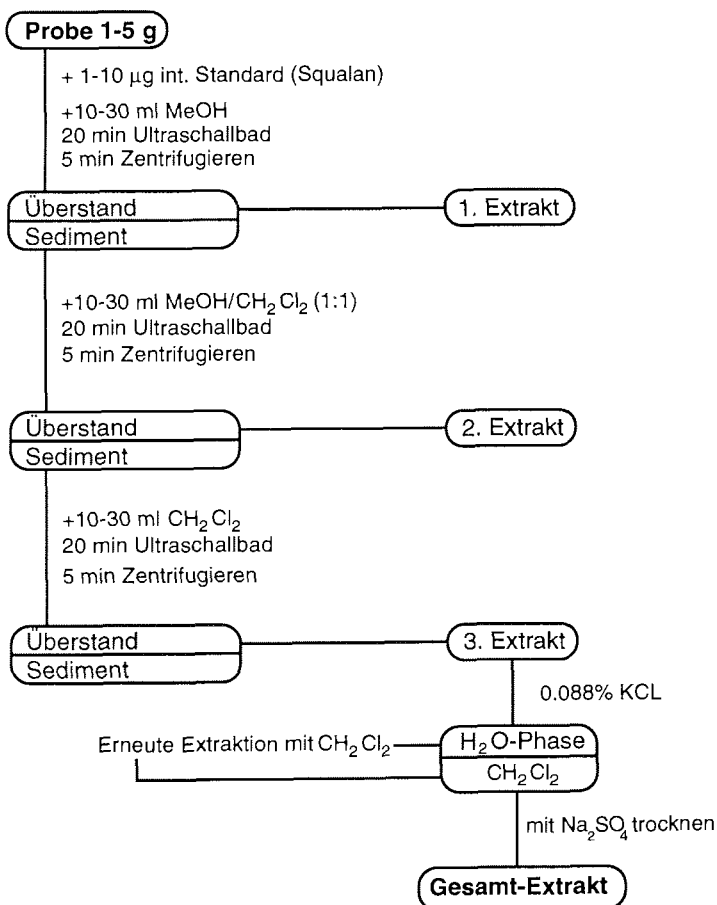 Probe 1-5 g
+ 1-10 µg int. Standard (Squalan)
+10-30 ml MeOH
20 min Ultraschallbad
5 min Zentrifugieren
Überstand
1. Extrakt
Sediment
+10-30 ml MeOH/CH₂Cl₂ (1:1)
20 min Ultraschallbad
5 min Zentrifugieren
Überstand
2. Extrakt
Sediment
+10-30 ml CH₂Cl₂
20 min Ultraschallbad
5 min Zentrifugieren
Überstand
3. Extrakt
Sediment
0.088% KCL
Erneute Extraktion mit CH₂Cl₂
H₂O-Phase
CH₂Cl₂
mit Na₂SO₄ trocknen
Gesamt-Extrakt